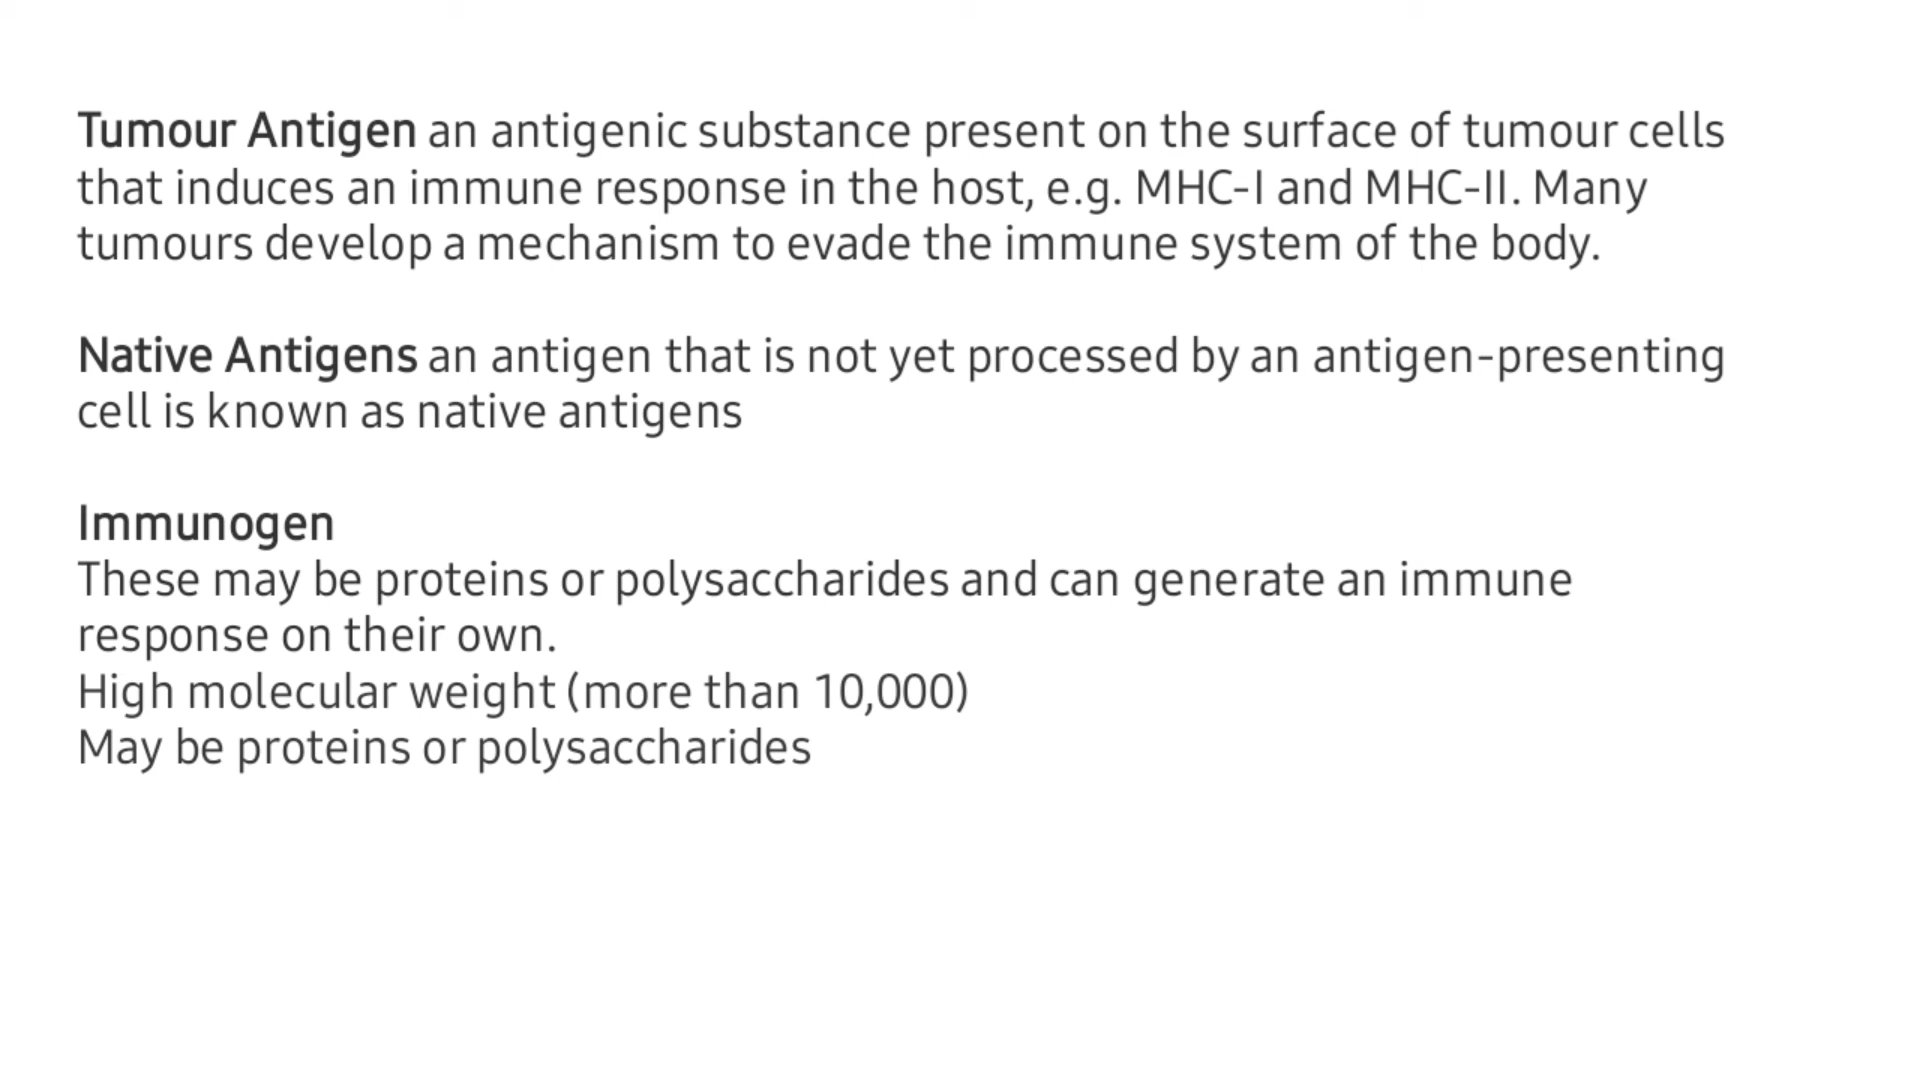 Tumour Antigen an antigenic substance present on the surface of tumour cells
that induces an immune response in the host, e.g. MHC-I and MHC-II. Many
tumours develop a mechanism to evade the immune system of the body.
Native Antigens an antigen that is not yet processed by an antigen-presenting
cell is known as native antigens
Immunogen
These may be proteins or polysaccharides and can generate an immune
response on their own.
High molecular weight (more than 10,000)
May be proteins or polysaccharides